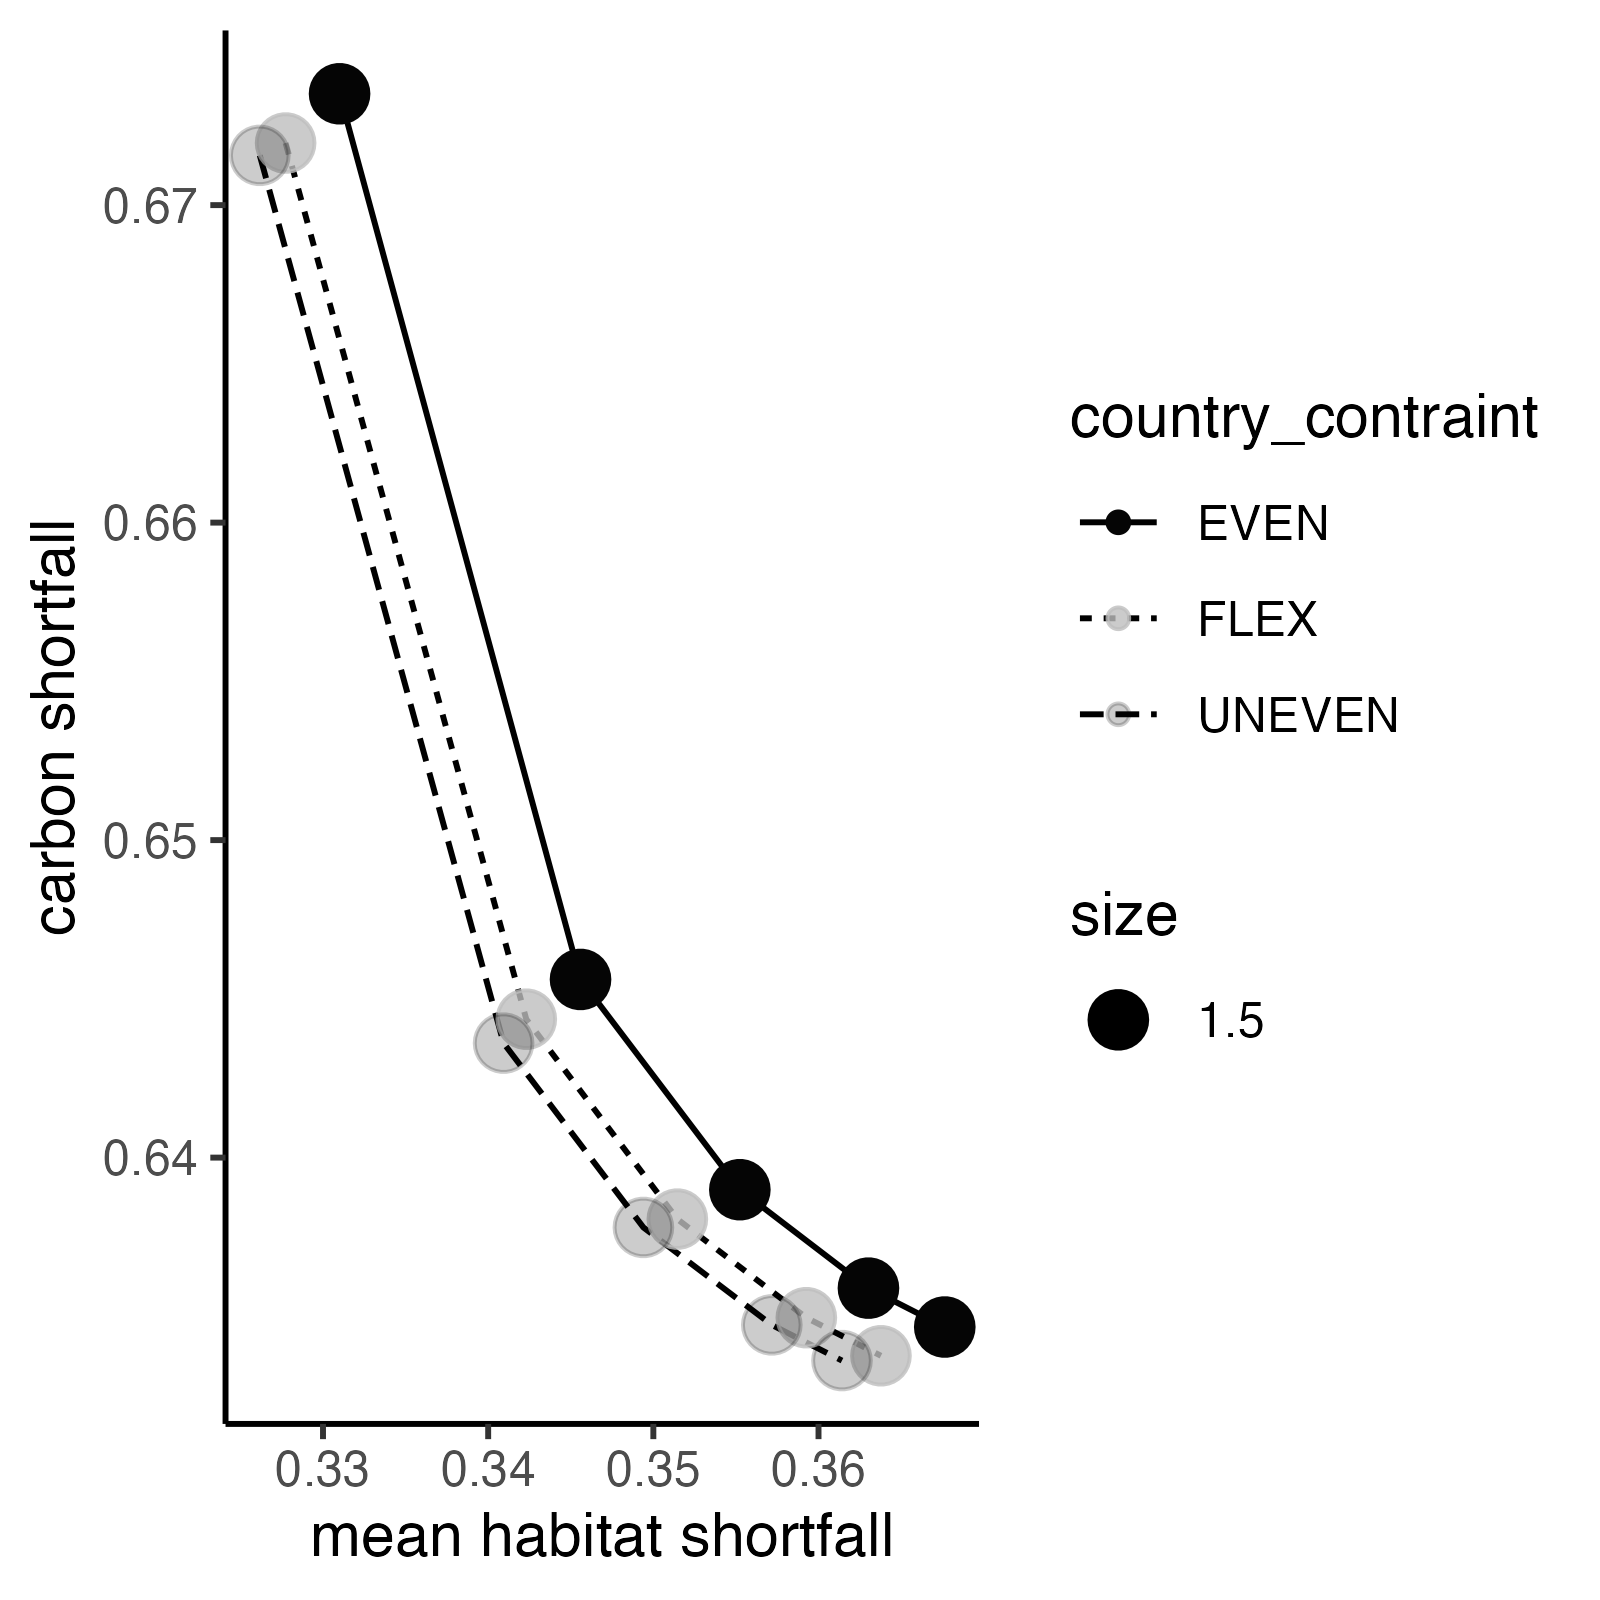 carbon shortfall
0.67
0.66
0.65
0.64
0.33 0.34 0.35 0.36
mean habitat shortfall
country_contraint
EVEN
FLEX
UNEVEN
size
1.5